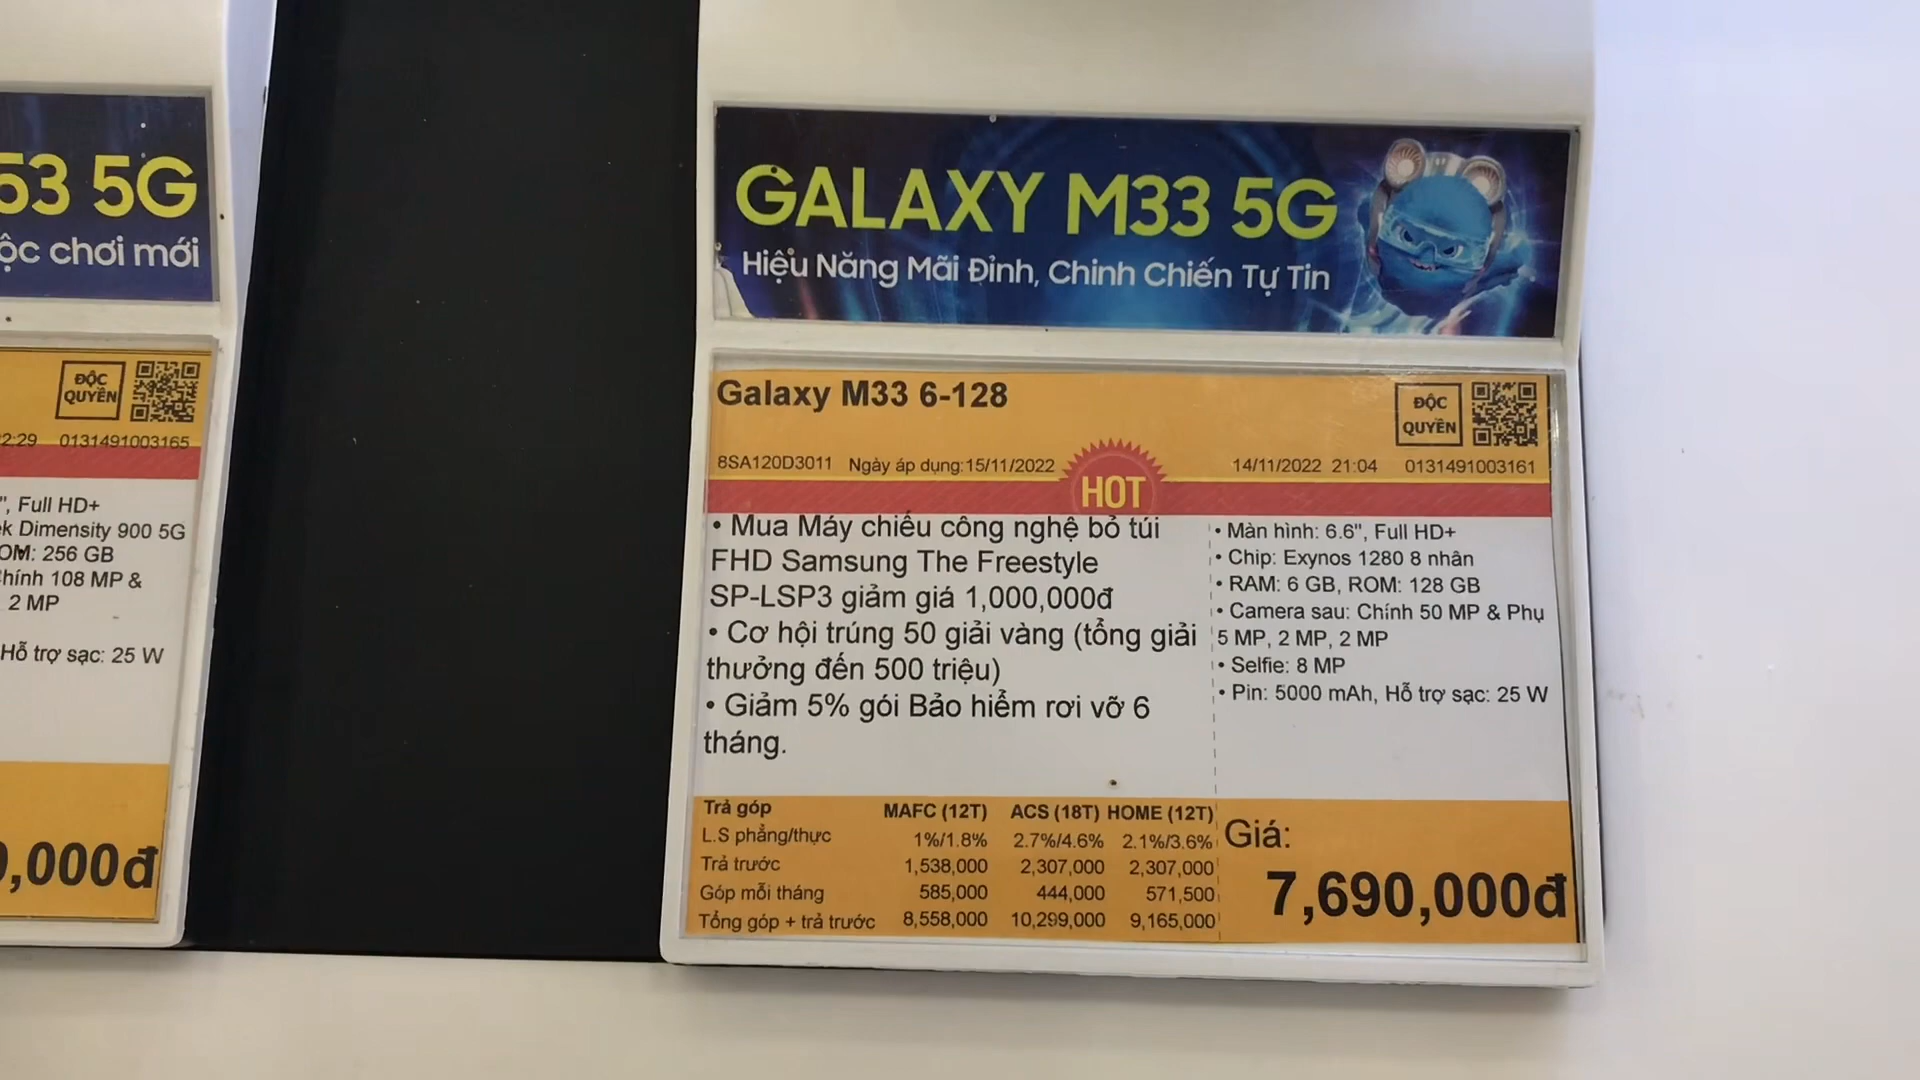 53 5G
ộc chơi mới
ĐỘC
QUYỀN
2:29 0131491003165
", Full HD+
ek Dimensity 900 5G
OM: 256 GB
Chính 108 MP &
2 MP
Hỗ trợ sạc: 25 W
0,000đ
GALAXY M33 5G
Hiệu Năng Mãi Đỉnh, Chinh Chiến Tự Tin
Galaxy M33 6-128
ĐỘC
QUYỀN
8SA120D3011 Ngày áp dụng:15/11/2022 14/11/2022 21:04 0131491003161
HOT
• Mua Máy chiếu công nghệ bỏ túi
FHD Samsung The Freestyle
SP-LSP3 giảm giá 1,000,000đ
• Cơ hội trúng 50 giải vàng (tổng giải
thưởng đến 500 triệu)
• Giảm 5% gói Bảo hiểm rơi vỡ 6
tháng.
• Màn hình: 6.6", Full HD+
• Chip: Exynos 1280 8 nhân
• RAM: 6 GB, ROM: 128 GB
• Camera sau: Chính 50 MP & Phụ
5 MP, 2 MP, 2 MP
• Selfie: 8 MP
• Pin: 5000 mAh, Hỗ trợ sạc: 25 W
Trả góp MAFC (12T) ACS (18T) HOME (12T)
L.S phẳng/thực 1%/1.8% 2.7%/4.6% 2.1%/3.6%
Trả trước 1,538,000 2,307,000 2,307,000
Góp mỗi tháng 585,000 444,000 571,500
Tổng góp + trả trước 8,558,000 10,299,000 9,165,000
Giá:
7,690,000đ